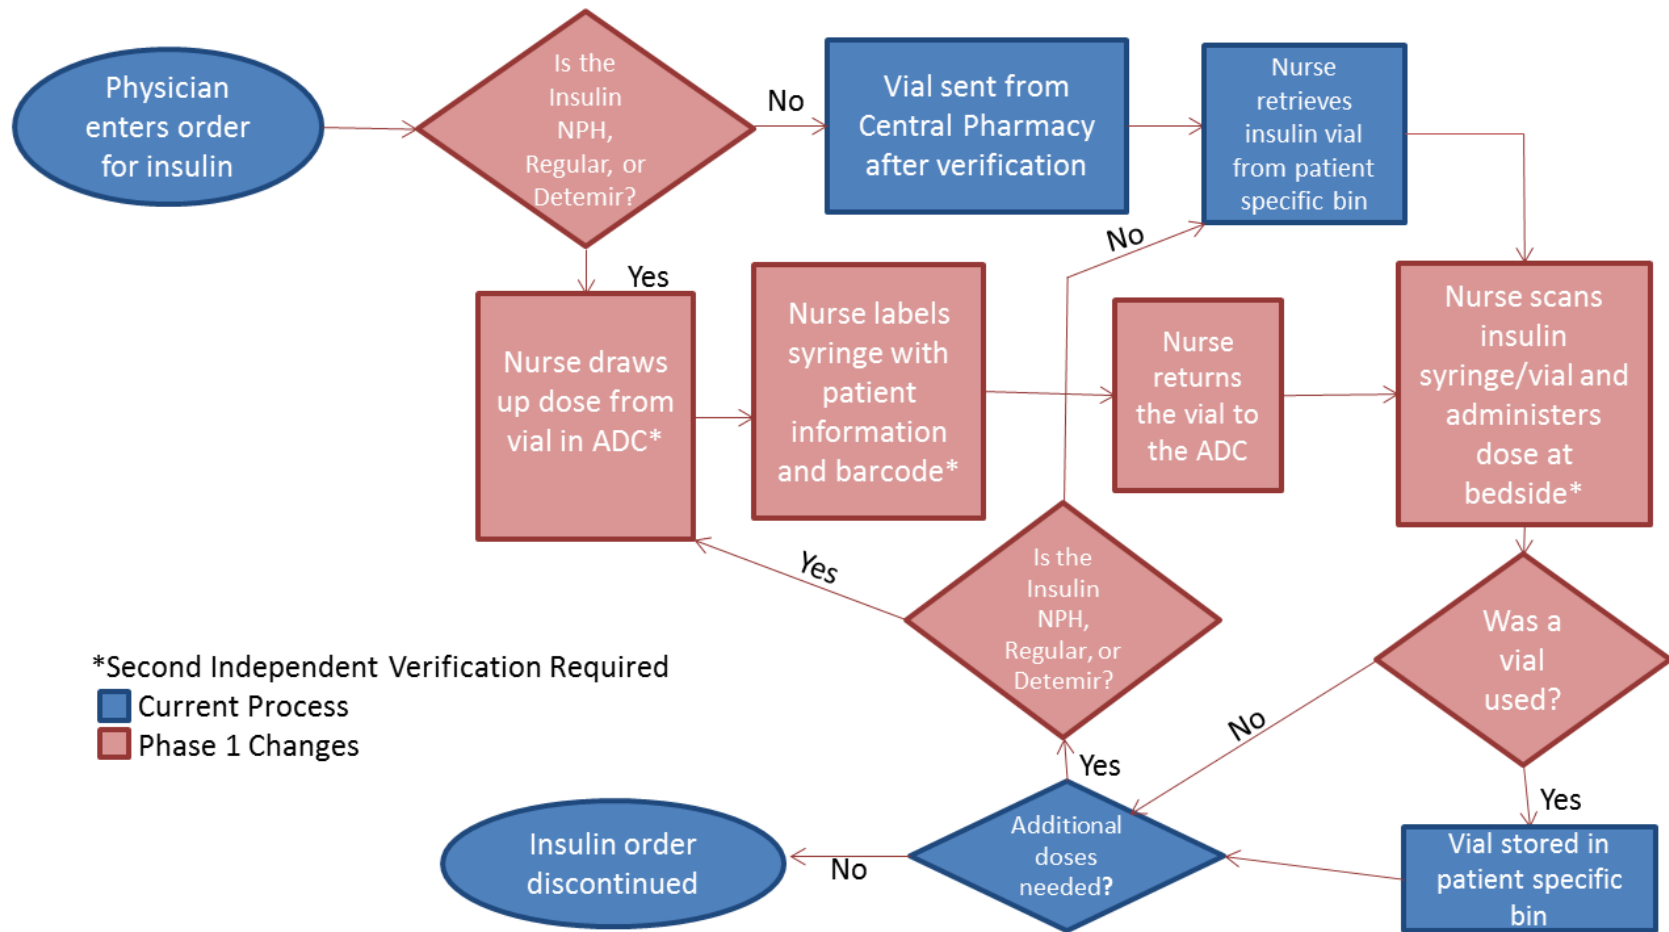 Physician
enters order
for insulin
Is the
Insulin
NPH,
Regular, or
Detemir?
No
Vial sent from
Central Pharmacy
after verification
Nurse
retrieves
insulin vial
from patient
specific bin
Yes
Nurse draws
up dose from
vial in ADC*
Nurse labels
syringe with
patient
information
and barcode*
No
Nurse
returns
the vial to
the ADC
Nurse scans
insulin
syringe/vial and
administers
dose at
bedside*
Yes
Is the
Insulin
NPH,
Regular, or
Detemir?
Was a
vial
used?
No
Yes
Yes
*Second Independent Verification Required
Current Process
Phase 1 Changes
Insulin order
discontinued
No
Additional
doses
needed?
Vial stored in
patient specific
bin